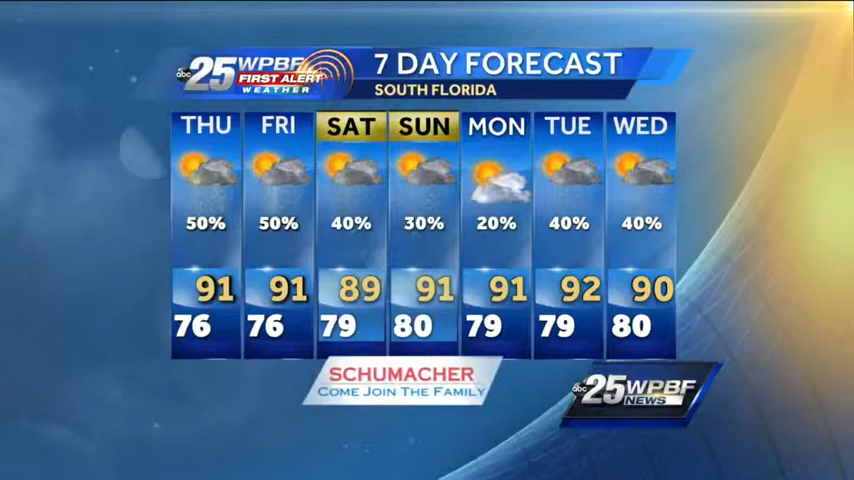 abc 25 WPBF
FIRST ALERT
WEATHER
7 DAY FORECAST
SOUTH FLORIDA
THU FRI SAT SUN MON TUE WED
50% 50% 40% 30% 20% 40% 40%
91 91 89 91 91 92 90
76 76 79 80 79 79 80
SCHUMACHER
COME JOIN THE FAMILY
abc 25 WPBF
NEWS